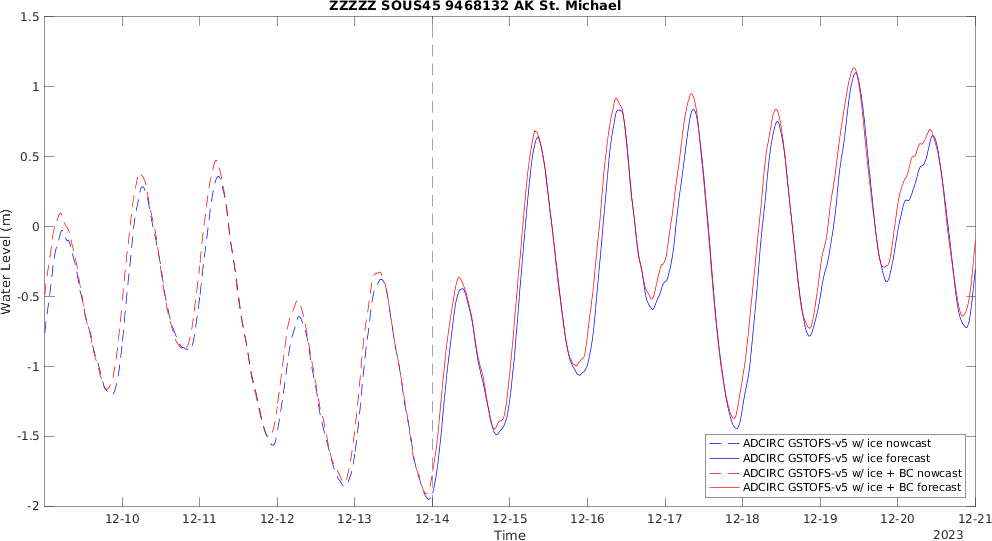 ZZZZZ SOUS45 9468132 AK St. Michael
1.5
1
0.5
0
-0.5
-1
-1.5
-2
Water Level (m)
12-10 12-11 12-12 12-13 12-14 12-15 12-16 12-17 12-18 12-19 12-20 12-21
Time
2023
ADCIRC GSTOFS-v5 w/ ice nowcast
ADCIRC GSTOFS-v5 w/ ice forecast
ADCIRC GSTOFS-v5 w/ ice + BC nowcast
ADCIRC GSTOFS-v5 w/ ice + BC forecast